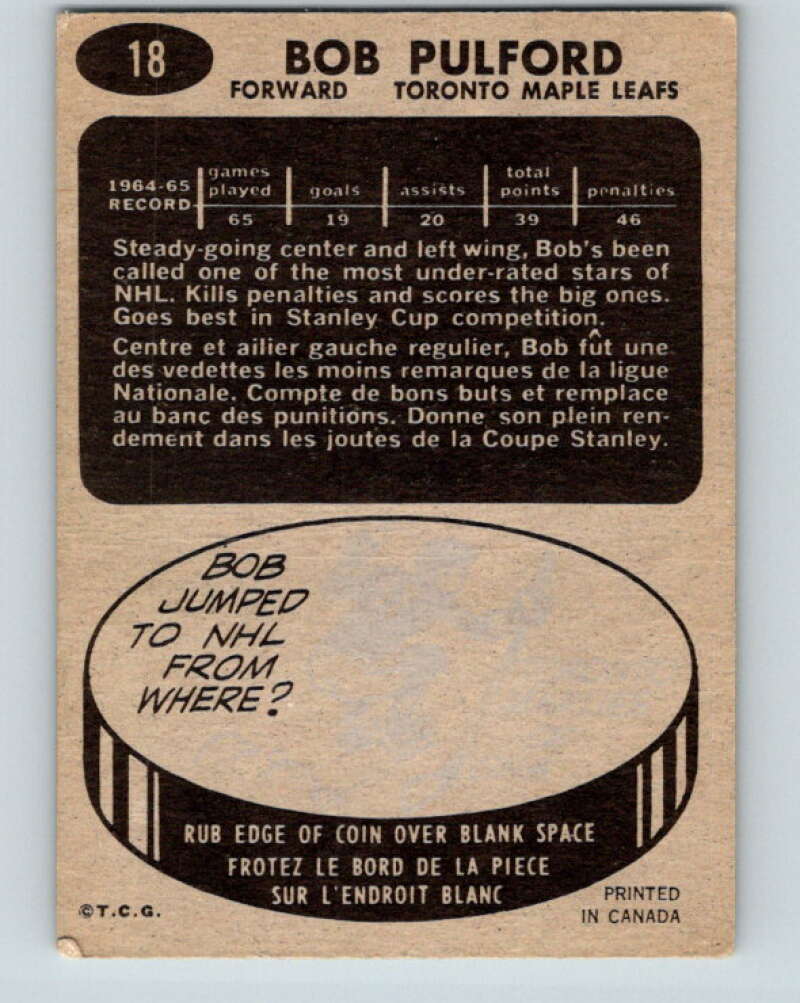 18
BOB PULFORD
FORWARD TORONTO MAPLE LEAFS
1964-65 RECORD games played goals assists total points penalties
65 19 20 39 46
Steady-going center and left wing, Bob's been
called one of the most under-rated stars of
NHL. Kills penalties and scores the big ones.
Goes best in Stanley Cup competition.
Centre et ailier gauche regulier, Bob fût une
des vedettes les moins remarques de la ligue
Nationale. Compte de bons buts et remplace
au banc des punitions. Donne son plein ren-
dement dans les joutes de la Coupe Stanley.
BOB
JUMPED
TO NHL
FROM
WHERE?
RUB EDGE OF COIN OVER BLANK SPACE
FROTEZ LE BORD DE LA PIECE
SUR L'ENDROIT BLANC
©T.C.G.
PRINTED
IN CANADA